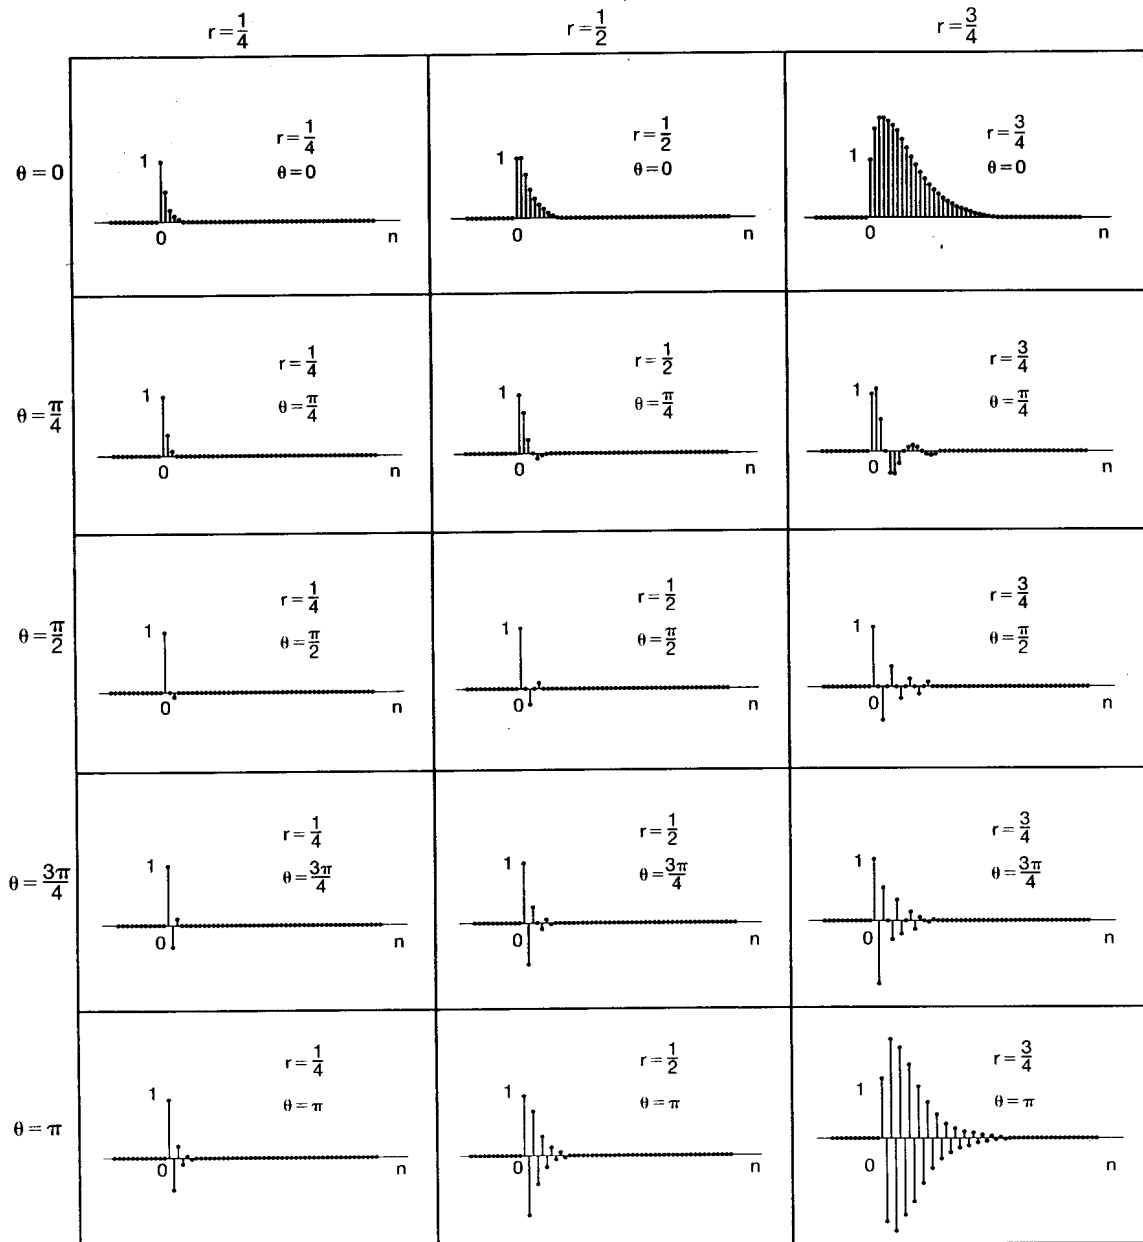 r = 1/4 r = 1/2 r = 3/4
θ = 0
r = 1/4
θ = 0
1
0
n
r = 1/2
θ = 0
1
0
n
r = 3/4
θ = 0
1
0
n
θ = π/4
r = 1/4
θ = π/4
1
0
n
r = 1/2
θ = π/4
1
0
n
r = 3/4
θ = π/4
1
0
n
θ = π/2
r = 1/4
θ = π/2
1
0
n
r = 1/2
θ = π/2
1
0
n
r = 3/4
θ = π/2
1
0
n
θ = 3π/4
r = 1/4
θ = 3π/4
1
0
n
r = 1/2
θ = 3π/4
1
0
n
r = 3/4
θ = 3π/4
1
0
n
θ = π
r = 1/4
θ = π
1
0
n
r = 1/2
θ = π
1
0
n
r = 3/4
θ = π
1
0
n